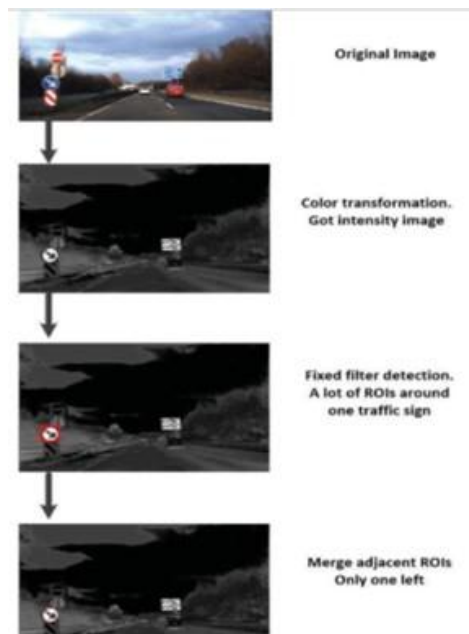 Original Image
Color transformation.
Got intensity image
Fixed filter detection.
A lot of ROIs around
one traffic sign
Merge adjacent ROIs
Only one left